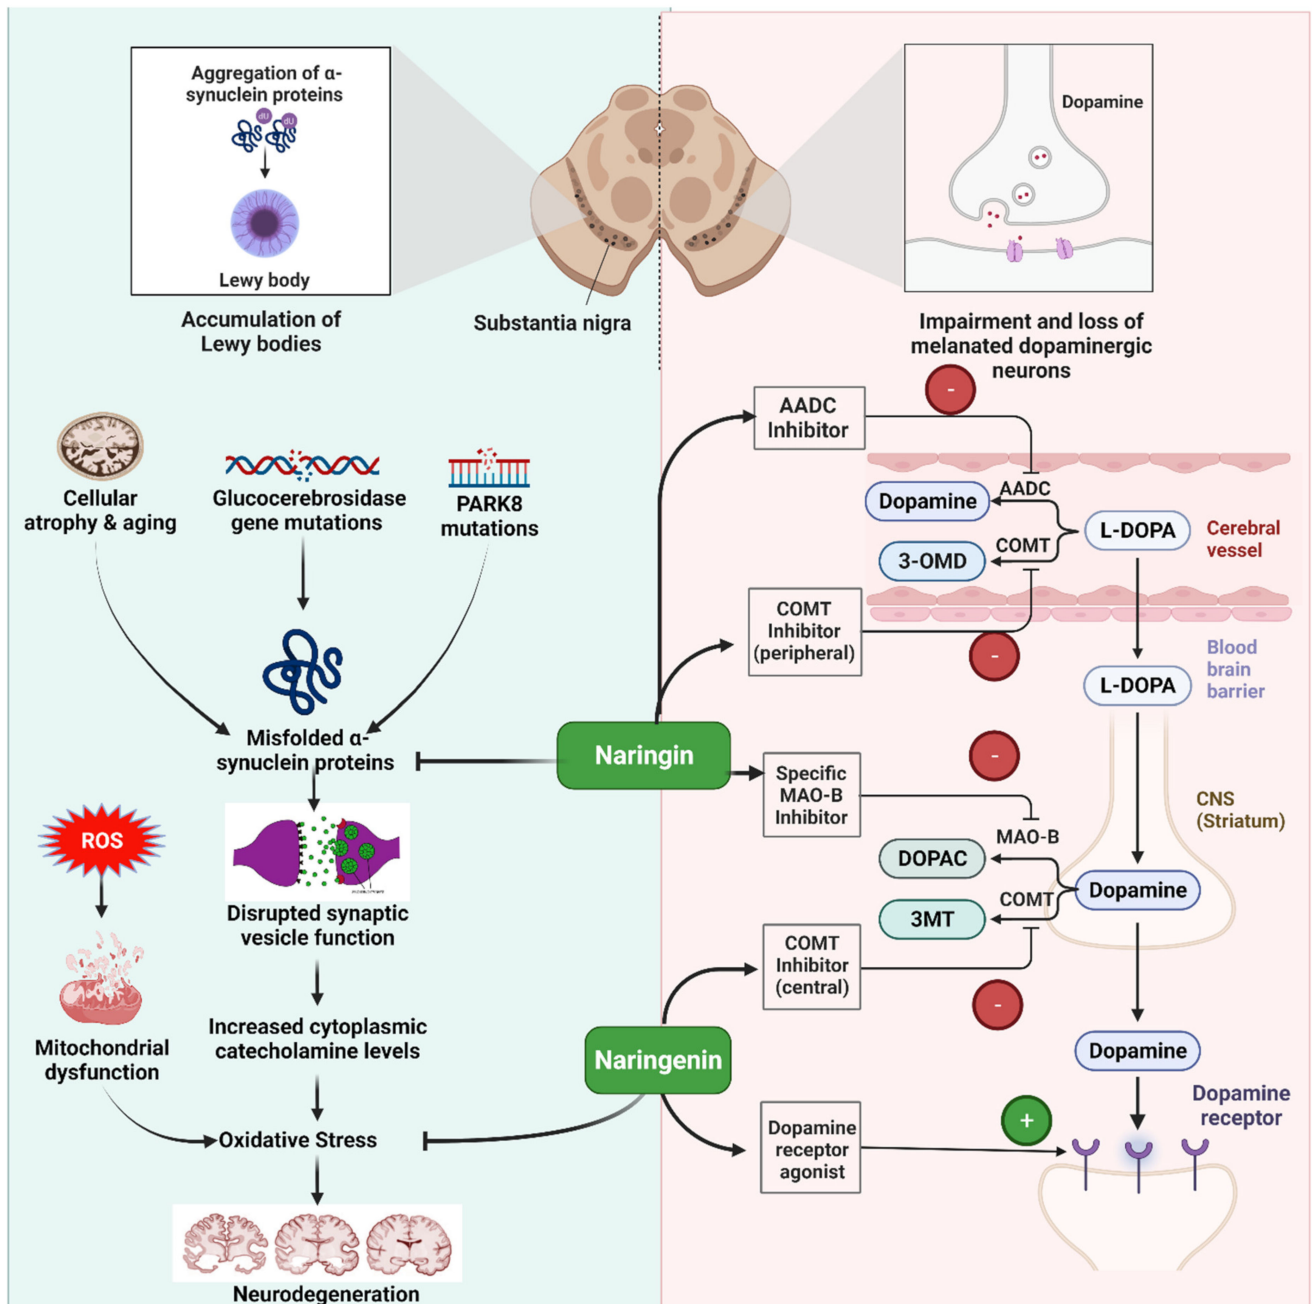 Aggregation of α-
synuclein proteins
dU
dU
Lewy body
Accumulation of
Lewy bodies
Substantia nigra
Dopamine
Impairment and loss of
melanated dopaminergic
neurons
Cellular
atrophy & aging
Glucocerebrosidase
gene mutations
PARK8
mutations
Misfolded α-
synuclein proteins
ROS
Mitochondrial
dysfunction
Disrupted synaptic
vesicle function
Increased cytoplasmic
catecholamine levels
Oxidative Stress
Neurodegeneration
Naringin
Naringenin
AADC
Inhibitor
-
COMT
Inhibitor
(peripheral)
-
Specific
MAO-B
Inhibitor
-
COMT
Inhibitor
(central)
-
Dopamine
receptor
agonist
+
Dopamine
AADC
3-OMD
COMT
L-DOPA
Cerebral
vessel
Blood
brain
barrier
L-DOPA
CNS
(Striatum)
MAO-B
DOPAC
COMT
3MT
Dopamine
Dopamine
Dopamine
receptor